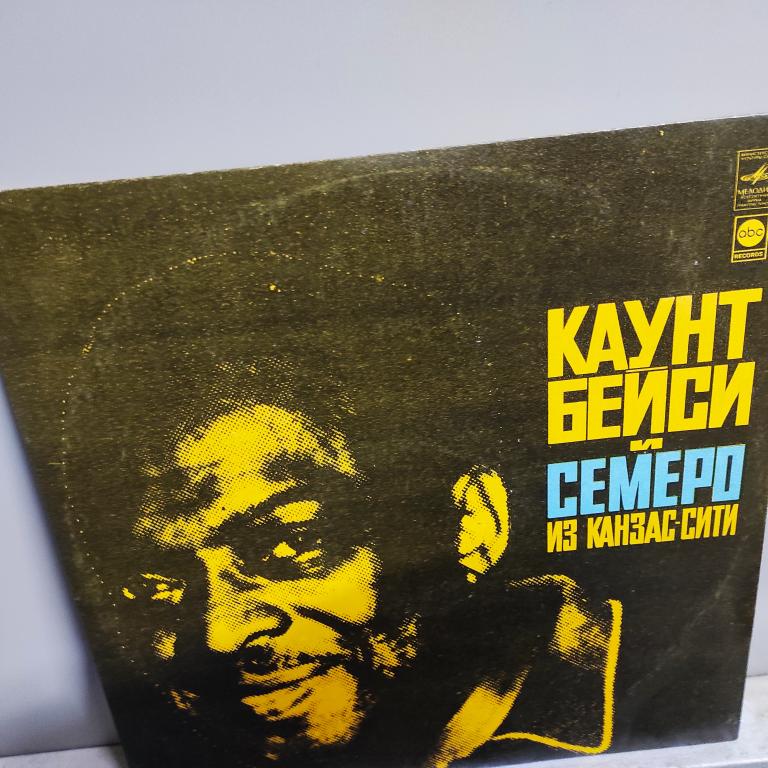 МЕЛОДИЯ
abc
RECORDS
КАУНТ
БЕЙСИ
И
СЕМЕРО
ИЗ КАНЗАС-СИТИ